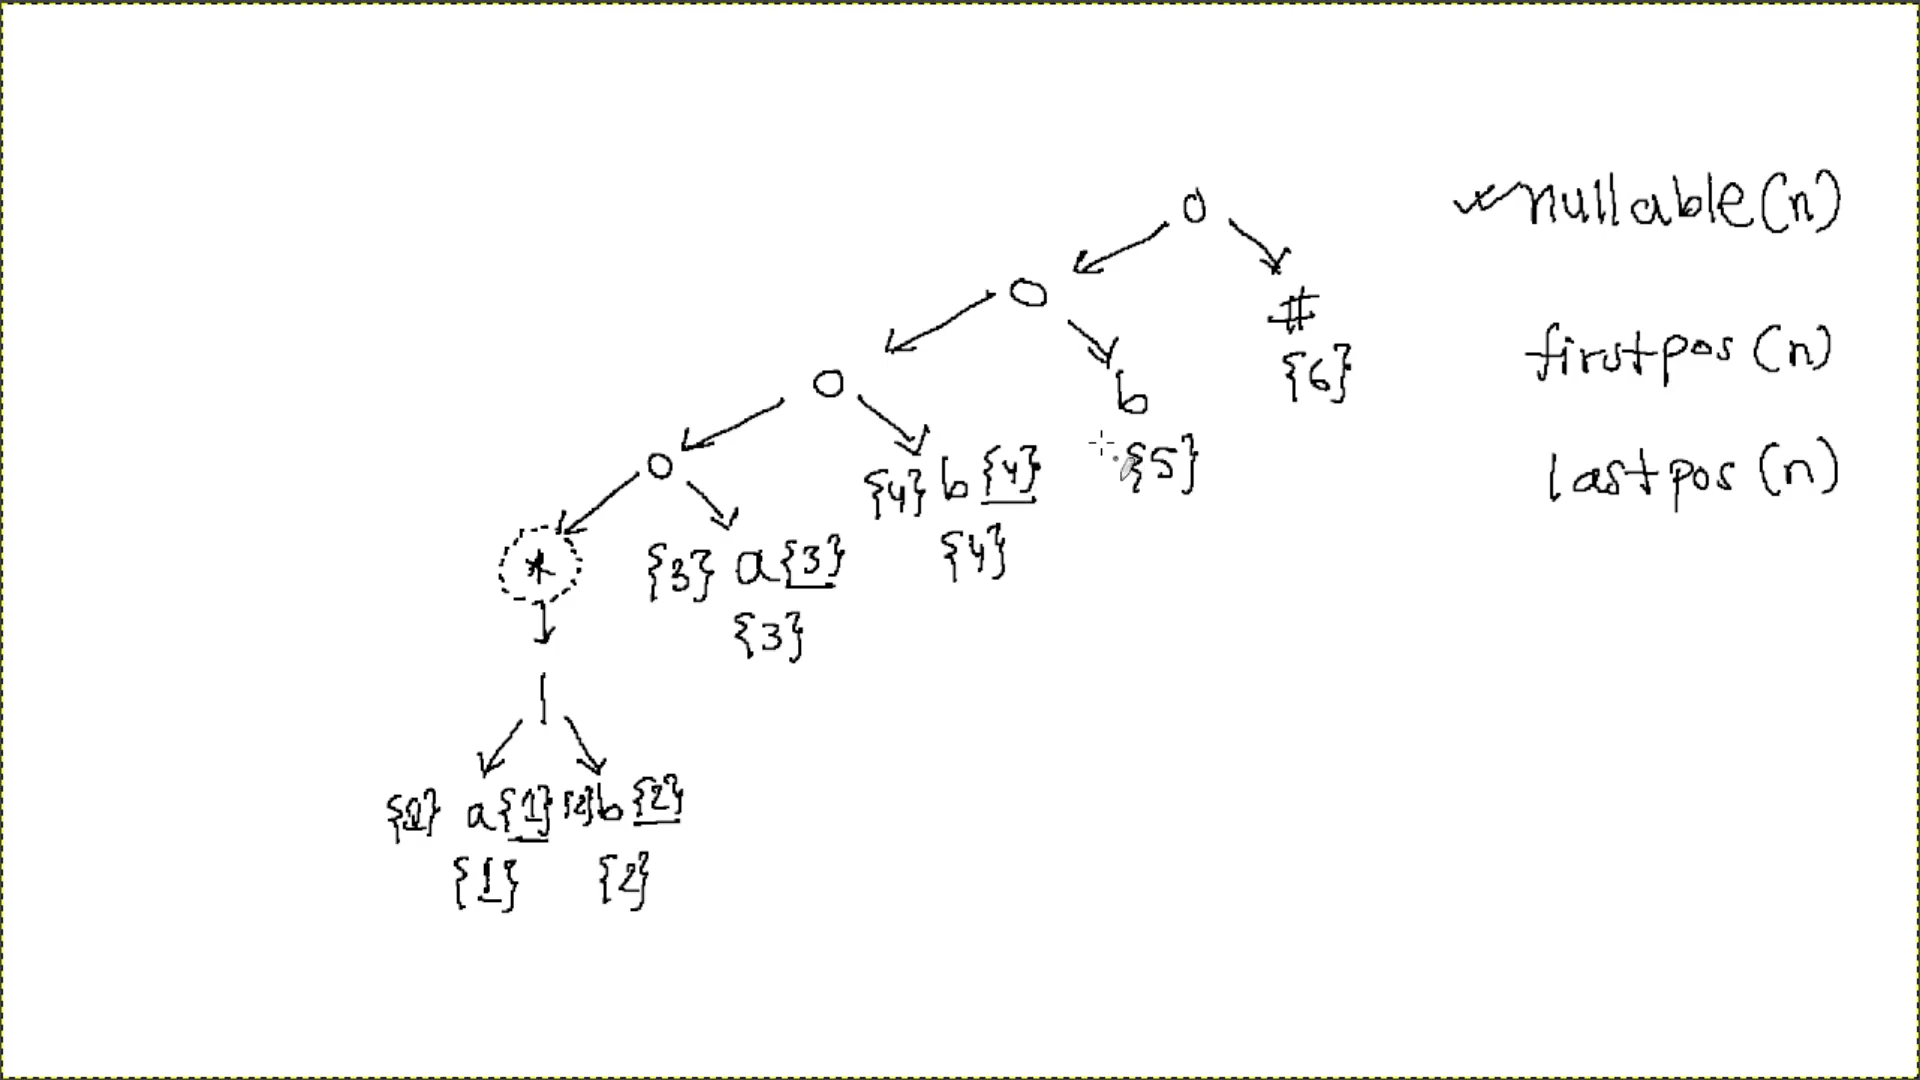 o
nullable(n)
o
#
{6}
firstpos (n)
o
b
{5}
o
{4} b {4}
{4}
lastpos (n)
*
{3} a {3}
{3}
|
{1} a {1} {2} b {2}
{1} {2}